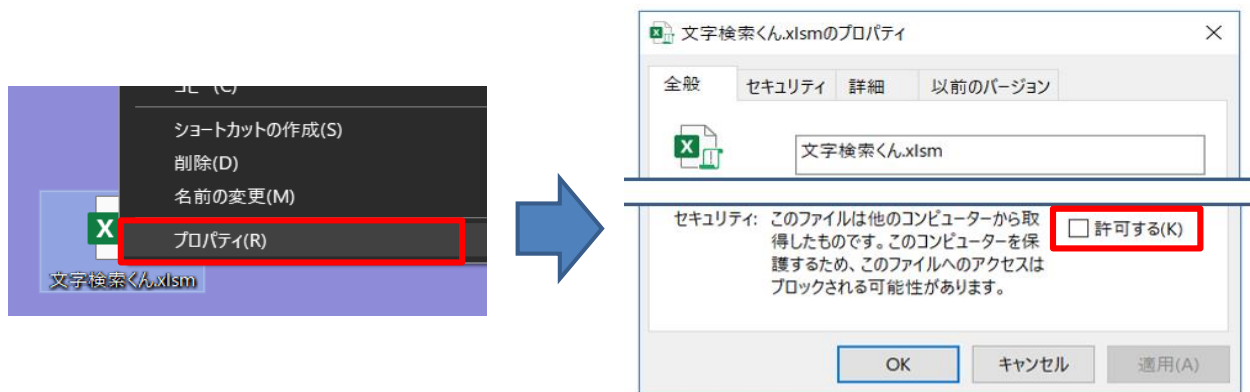 コピー(C)
ショートカットの作成(S)
削除(D)
名前の変更(M)
プロパティ(R)
文字検索くん.xlsm
文字検索くん.xlsmのプロパティ
全般 セキュリティ 詳細 以前のバージョン
文字検索くん.xlsm
セキュリティ: このファイルは他のコンピューターから取
得したものです。このコンピューターを保
護するため、このファイルへのアクセスは
ブロックされる可能性があります。
許可する(K)
OK キャンセル 適用(A)